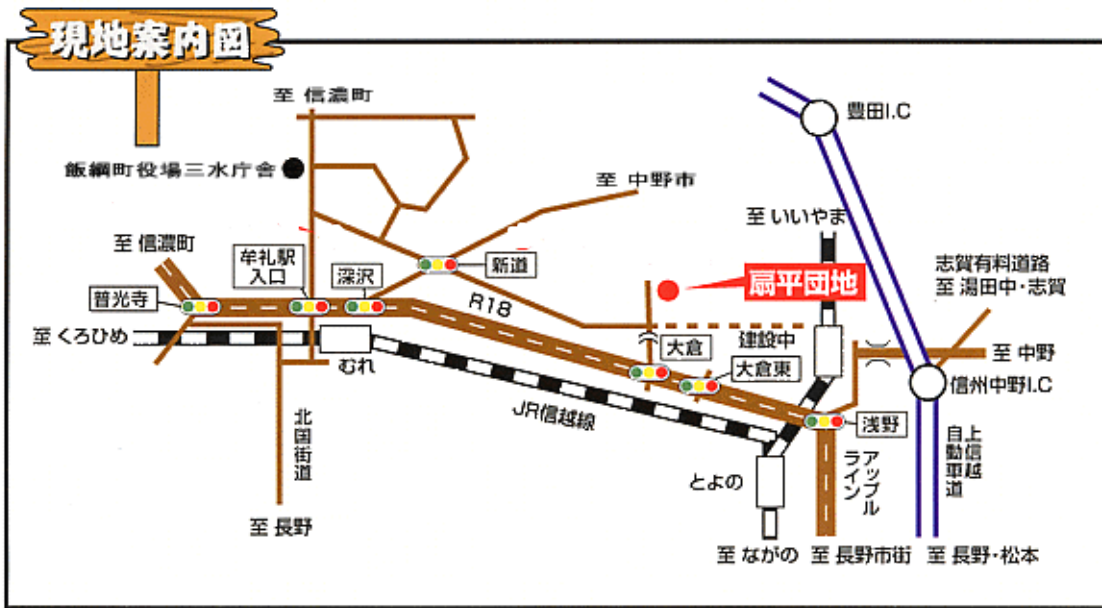 現地案内図
至 信濃町
豊田I.C
飯綱町役場三水庁舎
至 中野市
至 いいやま
至 信濃町
牟礼駅
入口
深沢
新道
志賀有料道路
至 湯田中・志賀
扇平団地
普光寺
R18
至 くろひめ
むれ
建設中
大倉
大倉東
至 中野
信州中野I.C
JR信越線
浅野
北国街道
アップル
ライン
上信越
自動車道
とよの
至 長野
至 ながの
至 長野市街
至 長野・松本